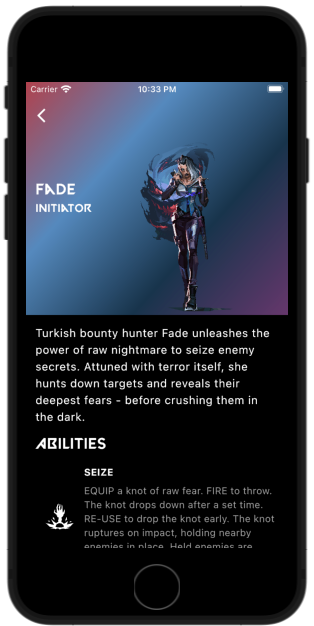 Carrier
10:33 PM
FADE
INITIATOR
Turkish bounty hunter Fade unleashes the
power of raw nightmare to seize enemy
secrets. Attuned with terror itself, she
hunts down targets and reveals their
deepest fears - before crushing them in
the dark.
ABILITIES
SEIZE
EQUIP a knot of raw fear. FIRE to throw.
The knot drops down after a set time.
RE-USE to drop the knot early. The knot
ruptures on impact, holding nearby
enemies in place. Held enemies are